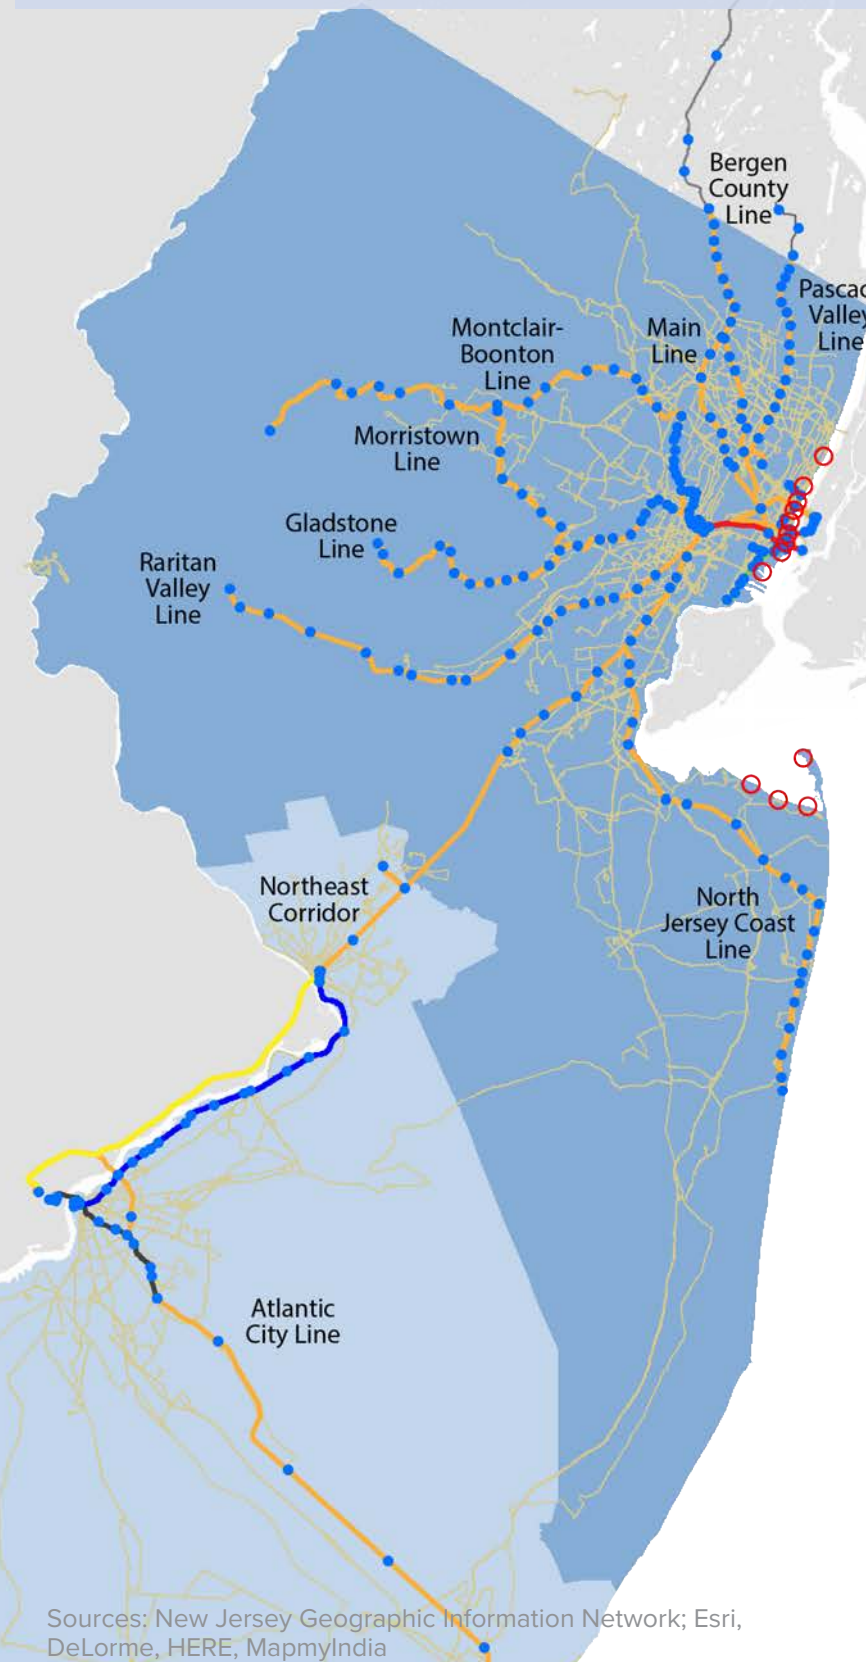 Bergen
County
Line
Pascac
Valley
Line
Montclair-
Boonton
Line
Main
Line
Morristown
Line
Gladstone
Line
Raritan
Valley
Line
Northeast
Corridor
North
Jersey Coast
Line
Atlantic
City Line
Sources: New Jersey Geographic Information Network; Esri,
DeLorme, HERE, MapmyIndia